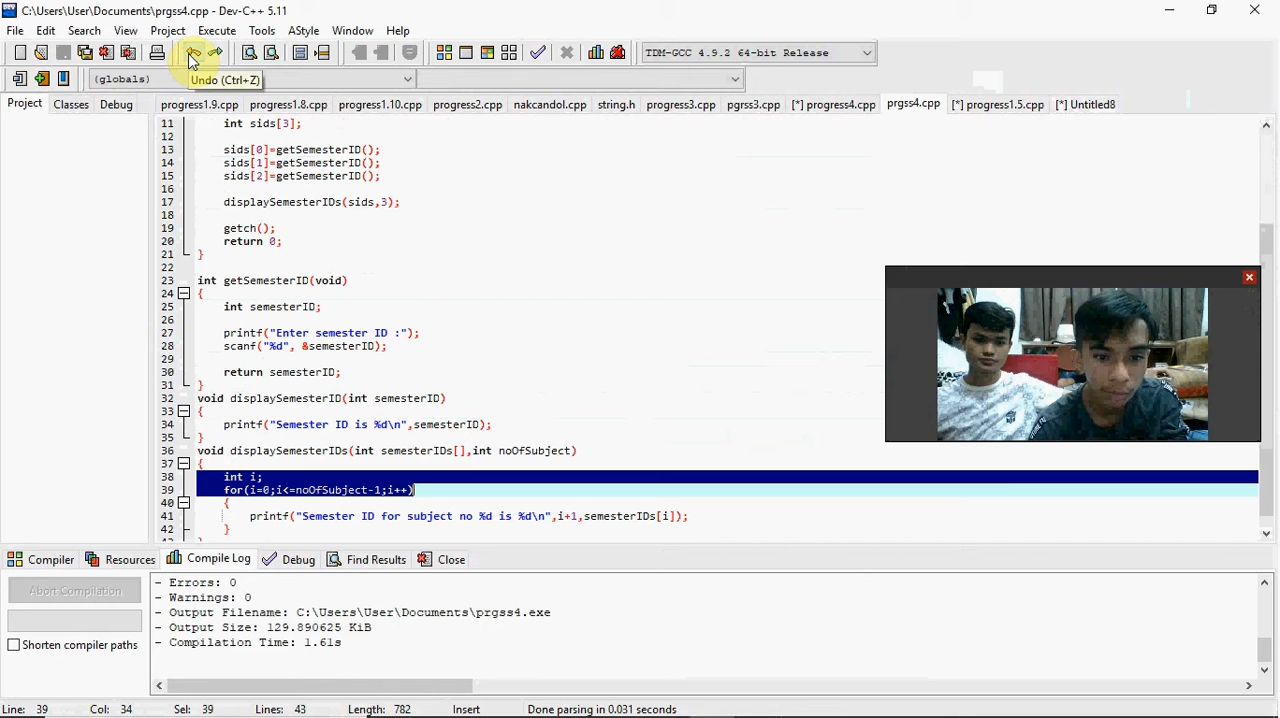 C:\Users\User\Documents\prgss4.cpp - Dev-C++ 5.11
File Edit Search View Project Execute Tools AStyle Window Help
TDM-GCC 4.9.2 64-bit Release
(globals)
Undo (Ctrl+Z)
Project Classes Debug
progress1.9.cpp progress1.8.cpp progress1.10.cpp progress2.cpp nakcandol.cpp string.h progress3.cpp prgss3.cpp [*] progress4.cpp prgss4.cpp [*] progress1.5.cpp [*] Untitled8
11 int sids[3];
12
13 sids[0]=getSemesterID();
14 sids[1]=getSemesterID();
15 sids[2]=getSemesterID();
16
17 displaySemesterIDs(sids,3);
18
19 getch();
20 return 0;
21 }
22
23 int getSemesterID(void)
24 {
25 int semesterID;
26
27 printf("Enter semester ID :");
28 scanf("%d", &semesterID);
29
30 return semesterID;
31 }
32 void displaySemesterID(int semesterID)
33 {
34 printf("Semester ID is %d\n",semesterID);
35 }
36 void displaySemesterIDs(int semesterIDs[],int noOfSubject)
37 {
38 int i;
39 for(i=0;i<=noOfSubject-1;i++)
40 {
41 printf("Semester ID for subject no %d is %d\n",i+1,semesterIDs[i]);
42 }
Compiler Resources Compile Log Debug Find Results Close
Abort Compilation
Shorten compiler paths
- Errors: 0
- Warnings: 0
- Output Filename: C:\Users\User\Documents\prgss4.exe
- Output Size: 129.890625 KiB
- Compilation Time: 1.61s
Line: 39 Col: 34 Sel: 39 Lines: 43 Length: 782 Insert Done parsing in 0.031 seconds